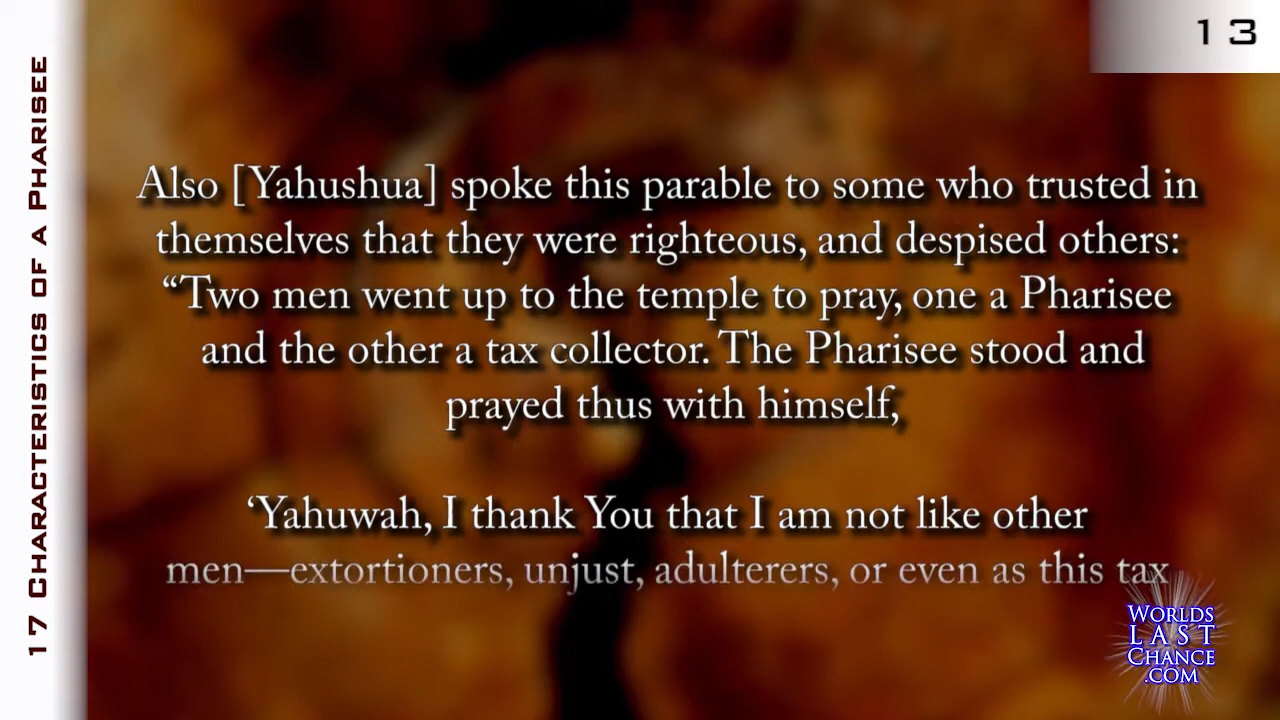 13
17 Characteristics of a Pharisee
Also [Yahushua] spoke this parable to some who trusted in
themselves that they were righteous, and despised others:
“Two men went up to the temple to pray, one a Pharisee
and the other a tax collector. The Pharisee stood and
prayed thus with himself,
‘Yahuwah, I thank You that I am not like other
men—extortioners, unjust, adulterers, or even as this tax
Worlds
Last
Chance
.com